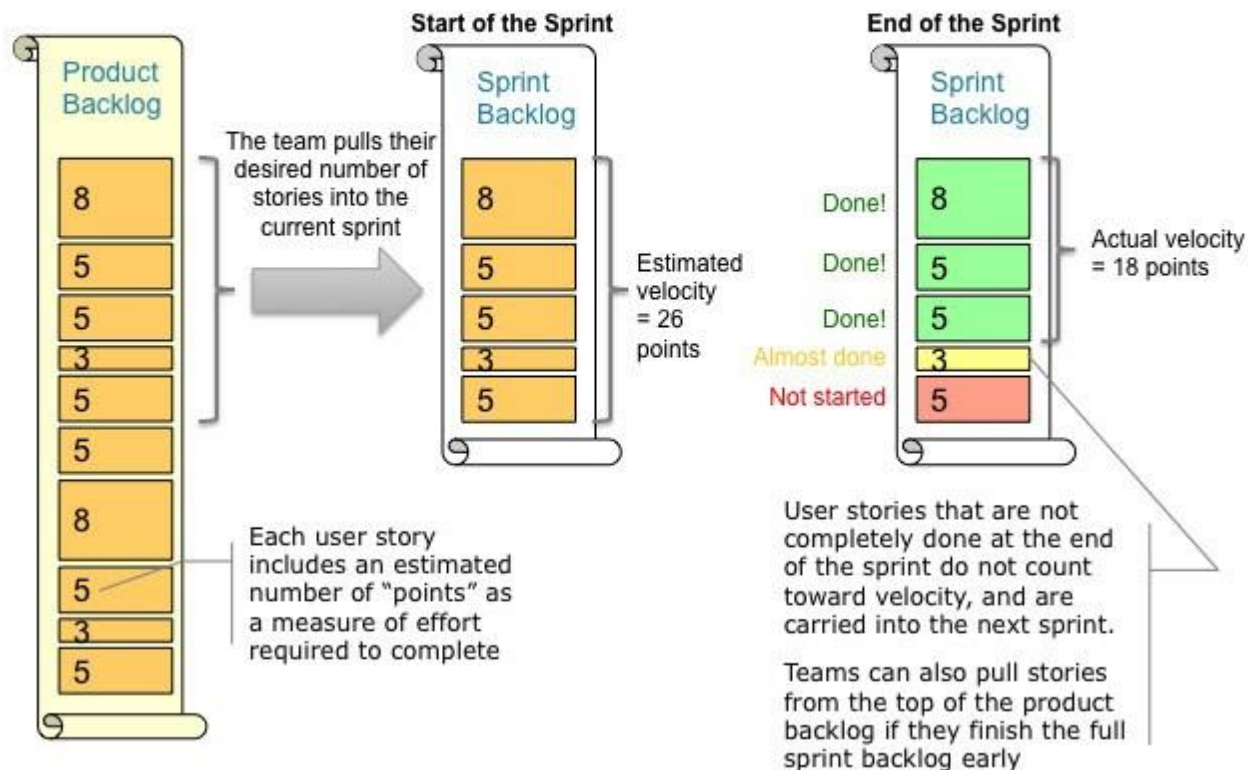 Start of the Sprint
End of the Sprint
Product
Backlog
8
5
5
3
5
5
8
5
3
5
The team pulls their
desired number of
stories into the
current sprint
Sprint
Backlog
8
5
5
3
5
Estimated
velocity
= 26
points
Sprint
Backlog
Done!
8
Done!
5
Done!
5
Almost done
3
Not started
5
Actual velocity
= 18 points
Each user story
includes an estimated
number of “points” as
a measure of effort
required to complete
User stories that are not
completely done at the end
of the sprint do not count
toward velocity, and are
carried into the next sprint.
Teams can also pull stories
from the top of the product
backlog if they finish the full
sprint backlog early